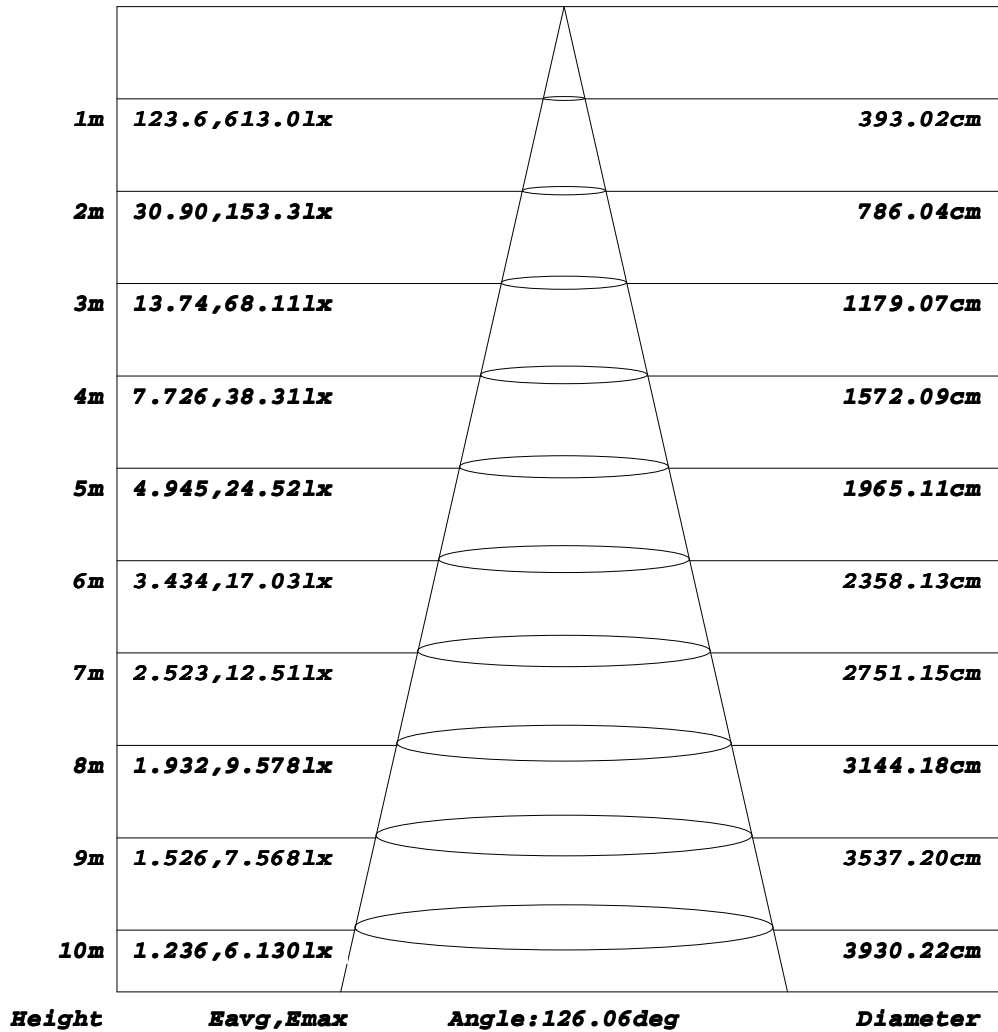 1m 123.6,613.0lx 393.02cm
2m 30.90,153.3lx 786.04cm
3m 13.74,68.11lx 1179.07cm
4m 7.726,38.31lx 1572.09cm
5m 4.945,24.52lx 1965.11cm
6m 3.434,17.03lx 2358.13cm
7m 2.523,12.51lx 2751.15cm
8m 1.932,9.578lx 3144.18cm
9m 1.526,7.568lx 3537.20cm
10m 1.236,6.130lx 3930.22cm
Height Eavg,Emax Angle:126.06deg Diameter